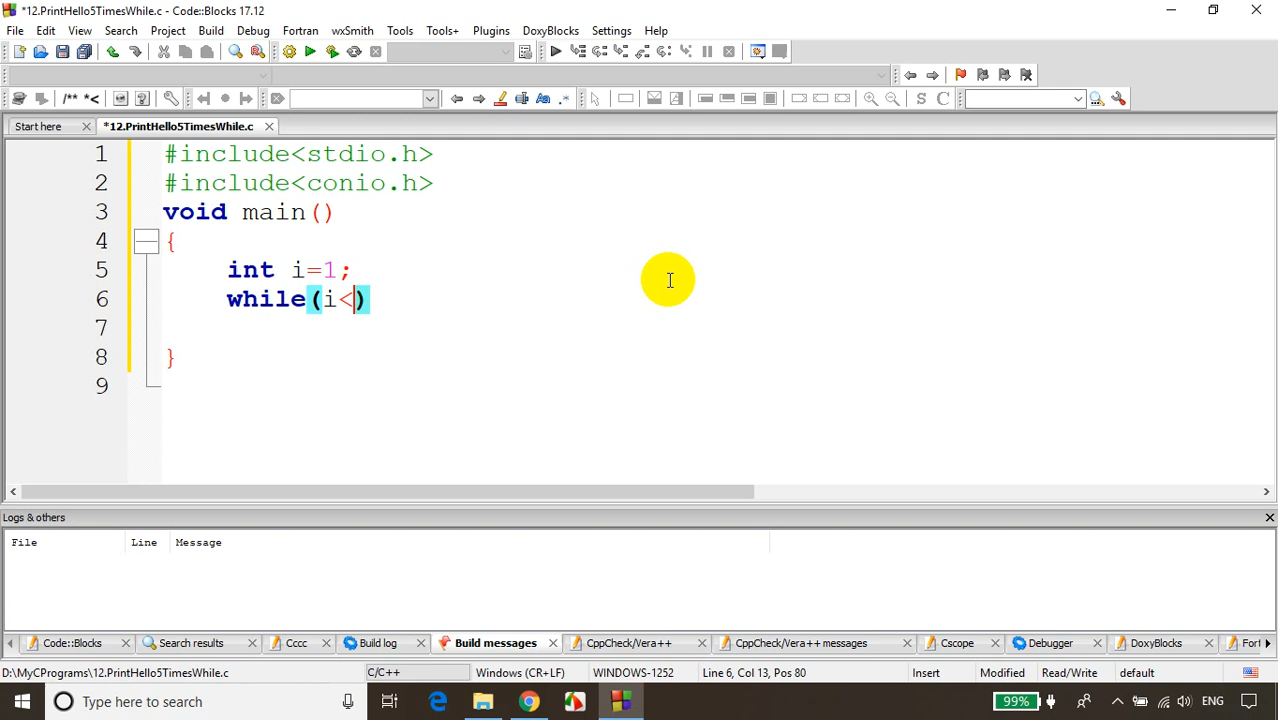 *12.PrintHello5TimesWhile.c - Code::Blocks 17.12
File Edit View Search Project Build Debug Fortran wxSmith Tools Tools+ Plugins DoxyBlocks Settings Help
/** *<
S C
Start here *12.PrintHello5TimesWhile.c
1 #include<stdio.h>
2 #include<conio.h>
3 void main()
4 {
5 int i=1;
6 while(i<)
7
8 }
9
Logs & others
File Line Message
Code::Blocks Search results Cccc Build log Build messages CppCheck/Vera++ CppCheck/Vera++ messages Cscope Debugger DoxyBlocks Fort
D:\MyCPrograms\12.PrintHello5TimesWhile.c C/C++ Windows (CR+LF) WINDOWS-1252 Line 6, Col 13, Pos 80 Insert Modified Read/Write default
Type here to search 99% ENG